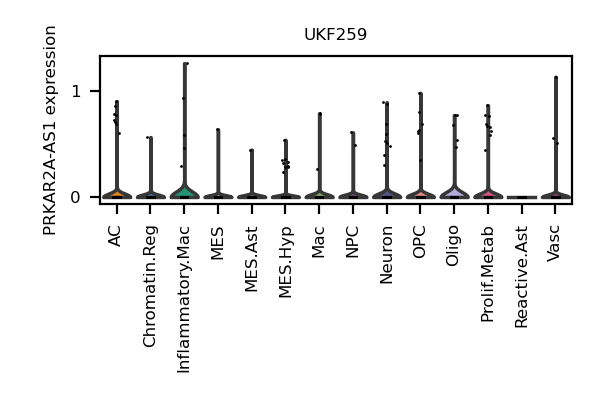 UKF259
PRKAR2A-AS1 expression
1
0
AC
Chromatin.Reg
Inflammatory.Mac
MES
MES.Ast
MES.Hyp
Mac
NPC
Neuron
OPC
Oligo
Prolif.Metab
Reactive.Ast
Vasc